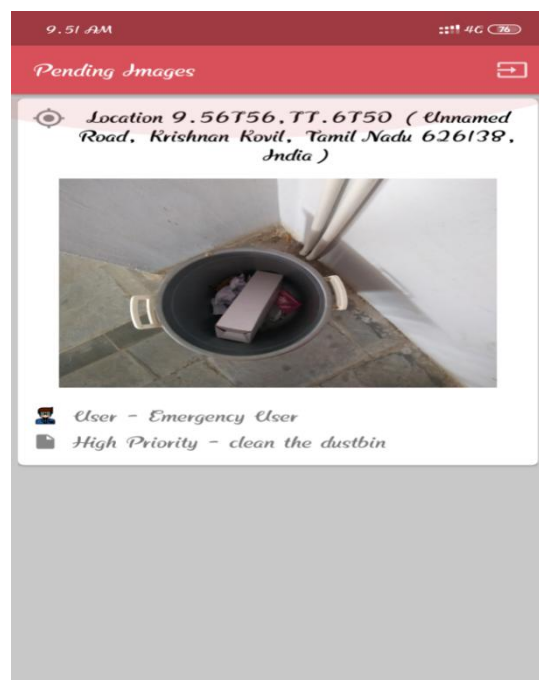 9.51 AM 4G 76
Pending Images
Location 9.56756,77.6750 ( Unnamed
Road, Krishnan Kovil, Tamil Nadu 626138,
India )
User - Emergency User
High Priority - clean the dustbin